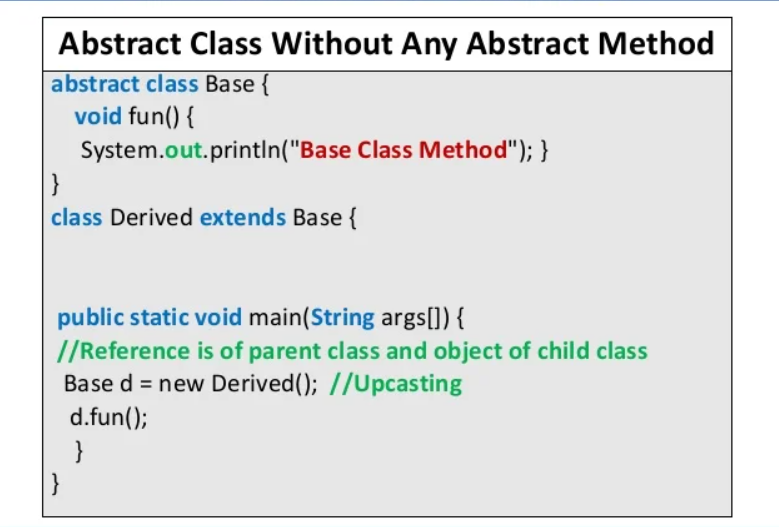 Abstract Class Without Any Abstract Method
abstract class Base {
void fun() {
System.out.println("Base Class Method"); }
}
class Derived extends Base {
public static void main(String args[]) {
//Reference is of parent class and object of child class
Base d = new Derived(); //Upcasting
d.fun();
}
}